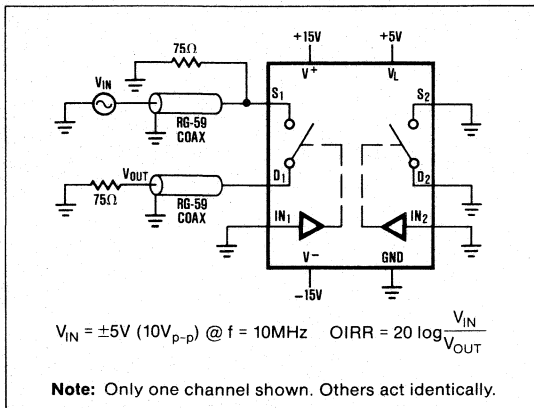 +15V +5V
75Ω
V+ VL
VIN
S1 S2
RG-59
COAX
VOUT
D1 D2
75Ω
RG-59
COAX
IN1 IN2
V− GND
−15V
VIN = ±5V (10Vp-p) @ f = 10MHz OIRR = 20 log VIN/VOUT
Note: Only one channel shown. Others act identically.